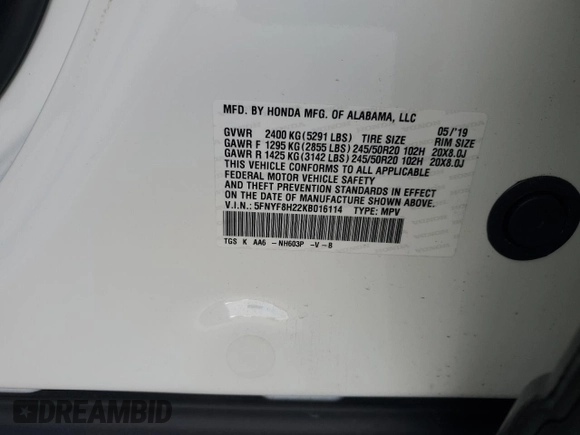 MFD. BY HONDA MFG. OF ALABAMA, LLC 05/'19
GVWR 2400 KG(5291 LBS) TIRE SIZE RIM SIZE
GAWR F 1295 KG(2855 LBS)245/50R20 102H 20X8.0J
GAWR R 1425 KG(3142 LBS)245/50R20 102H 20X8.0J
THIS VEHICLE CONFORMS TO ALL APPLICABLE
FEDERAL MOTOR VEHICLE SAFETY
AND THEFT PREVENTION STANDARDS IN EFFECT
ON THE DATE OF MANUFACTURE SHOWN ABOVE.
V.I.N.: 5FNYF8H22KB016114 TYPE: MPV
TGS K AA6 -NH603P -V-B
DREAMBID